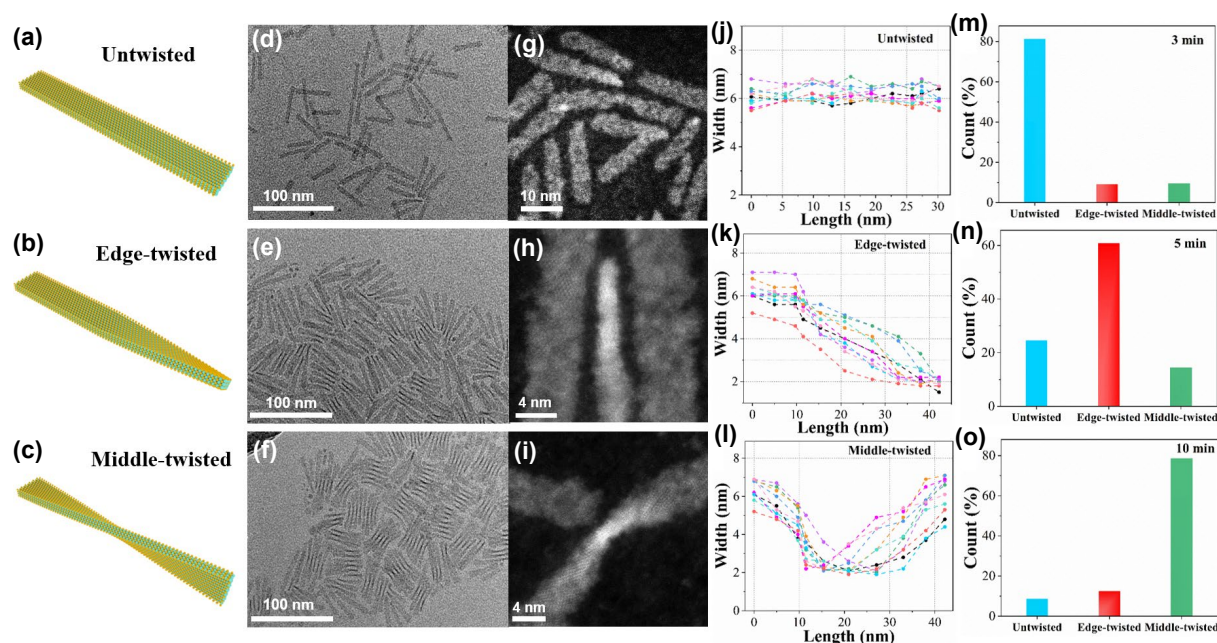 (a)
Untwisted
(b)
Edge-twisted
(c)
Middle-twisted
(d)
100 nm
(e)
100 nm
(f)
100 nm
(g)
10 nm
(h)
4 nm
(i)
4 nm
(j)
Untwisted
Width (nm)
8
6
4
2
0 5 10 15 20 25 30
Length (nm)
(k)
Edge-twisted
Width (nm)
8
6
4
2
0 10 20 30 40
Length (nm)
(l)
Middle-twisted
Width (nm)
8
6
4
2
0
0 10 20 30 40
Length (nm)
(m)
3 min
Count (%)
80
60
40
20
0
Untwisted Edge-twisted Middle-twisted
(n)
5 min
Count (%)
60
40
20
0
Untwisted Edge-twisted Middle-twisted
(o)
10 min
Count (%)
80
60
40
20
0
Untwisted Edge-twisted Middle-twisted